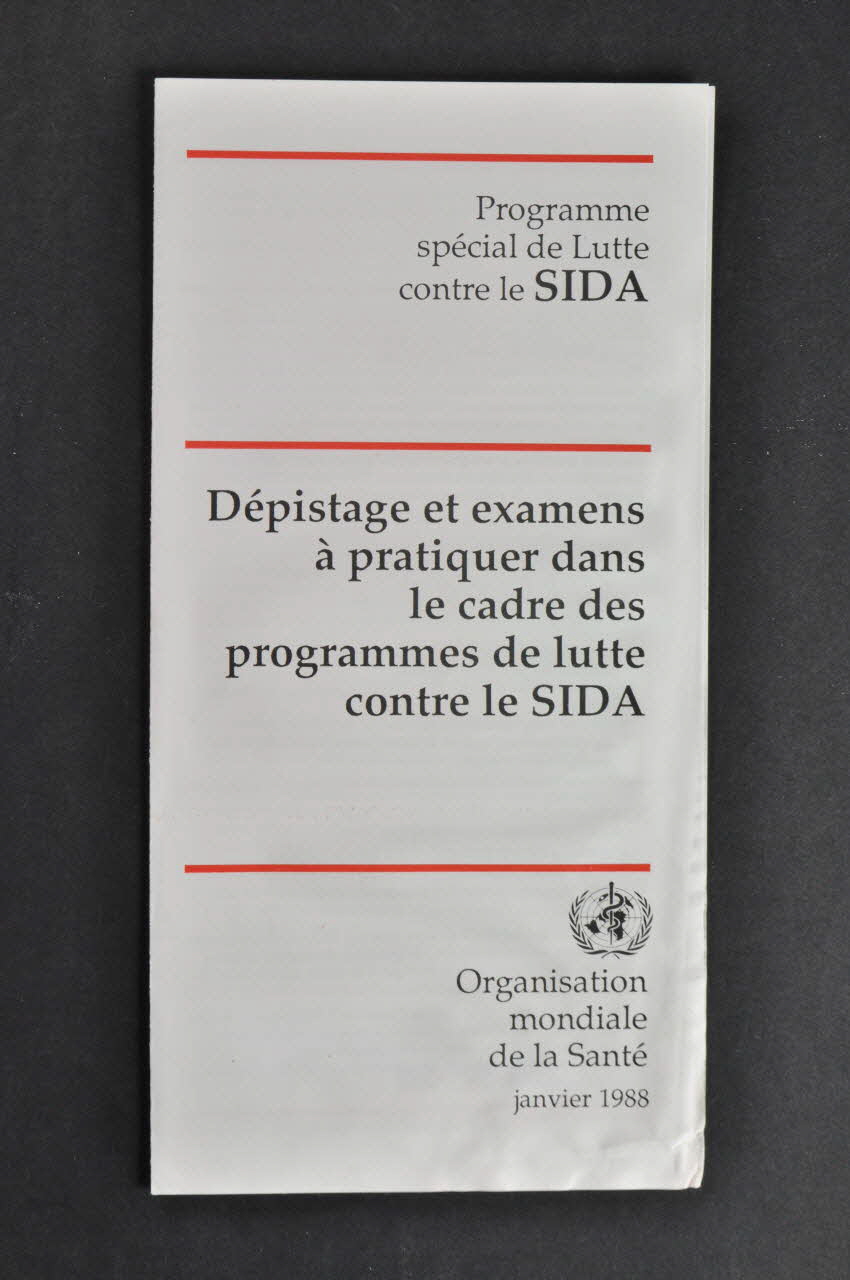 Programme
spécial de Lutte
contre le SIDA
Dépistage et examens
à pratiquer dans
le cadre des
programmes de lutte
contre le SIDA
Organisation
mondiale
de la Santé
janvier 1988